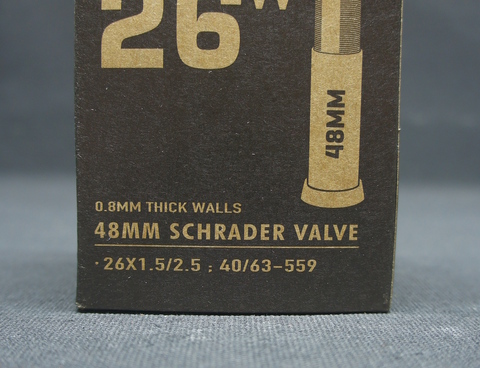 26"
48MM
0.8MM THICK WALLS
48MM SCHRADER VALVE
·26X1.5/2.5 ; 40/63-559